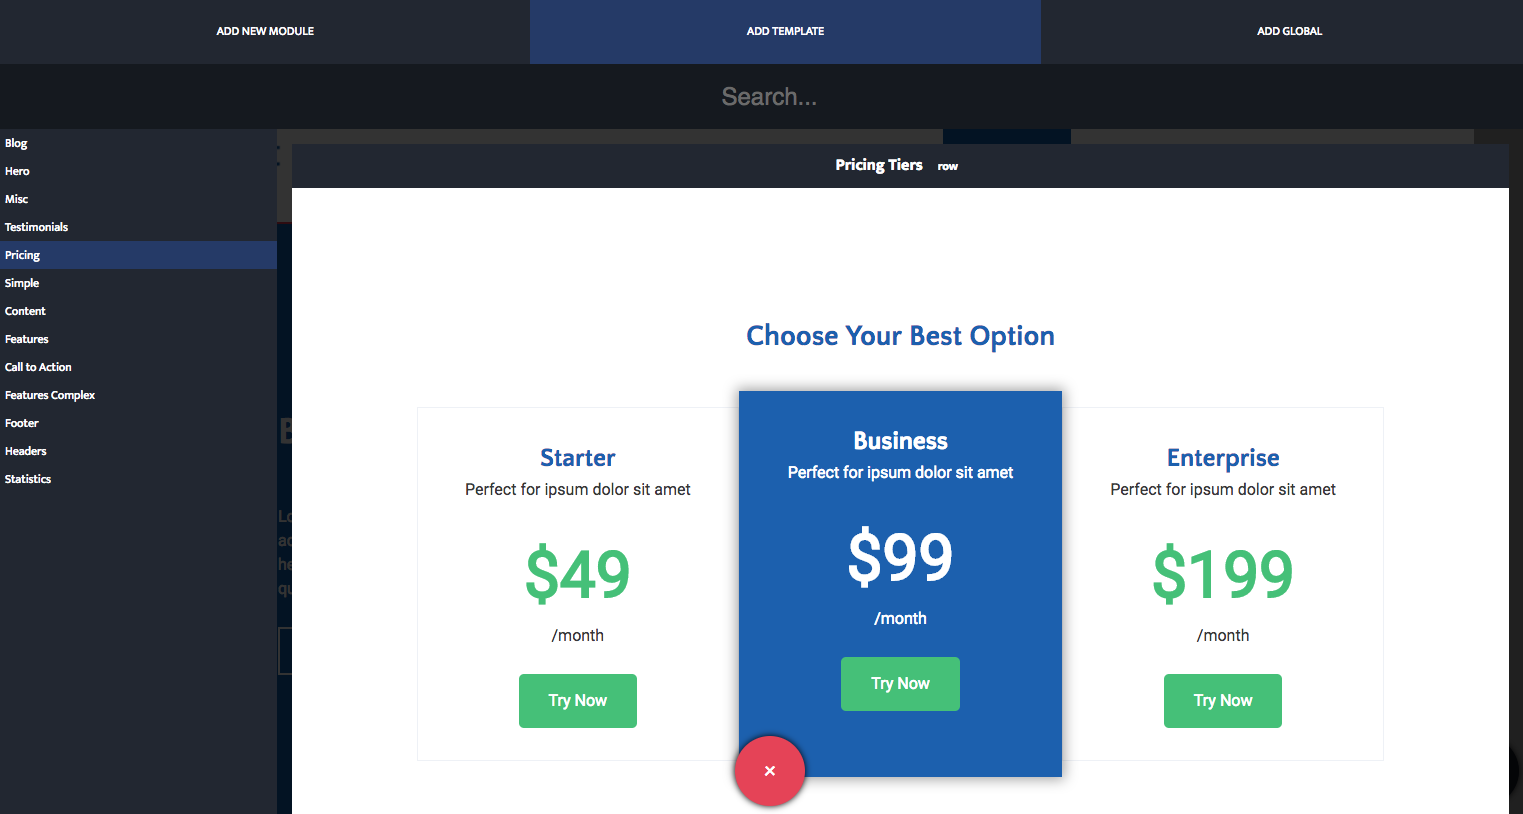 ADD NEW MODULE ADD TEMPLATE ADD GLOBAL
Search...
Blog
Hero
Misc
Testimonials
Pricing
Simple
Content
Features
Call to Action
Features Complex
Footer
Headers
Statistics
Pricing Tiers row
Choose Your Best Option
Starter
Perfect for ipsum dolor sit amet
$49
/month
Try Now
Business
Perfect for ipsum dolor sit amet
$99
/month
Try Now
Enterprise
Perfect for ipsum dolor sit amet
$199
/month
Try Now
×